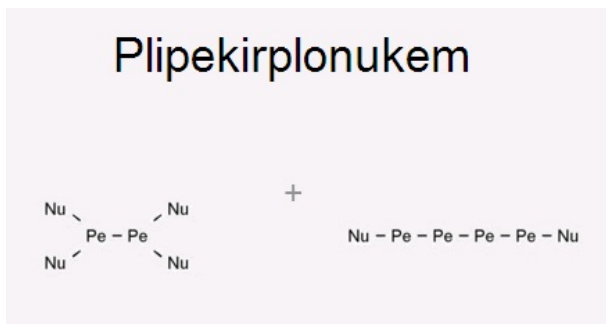 Plipekirplonukem
+
Nu Nu
Pe – Pe
Nu – Pe – Pe – Pe – Pe – Nu
Nu Nu